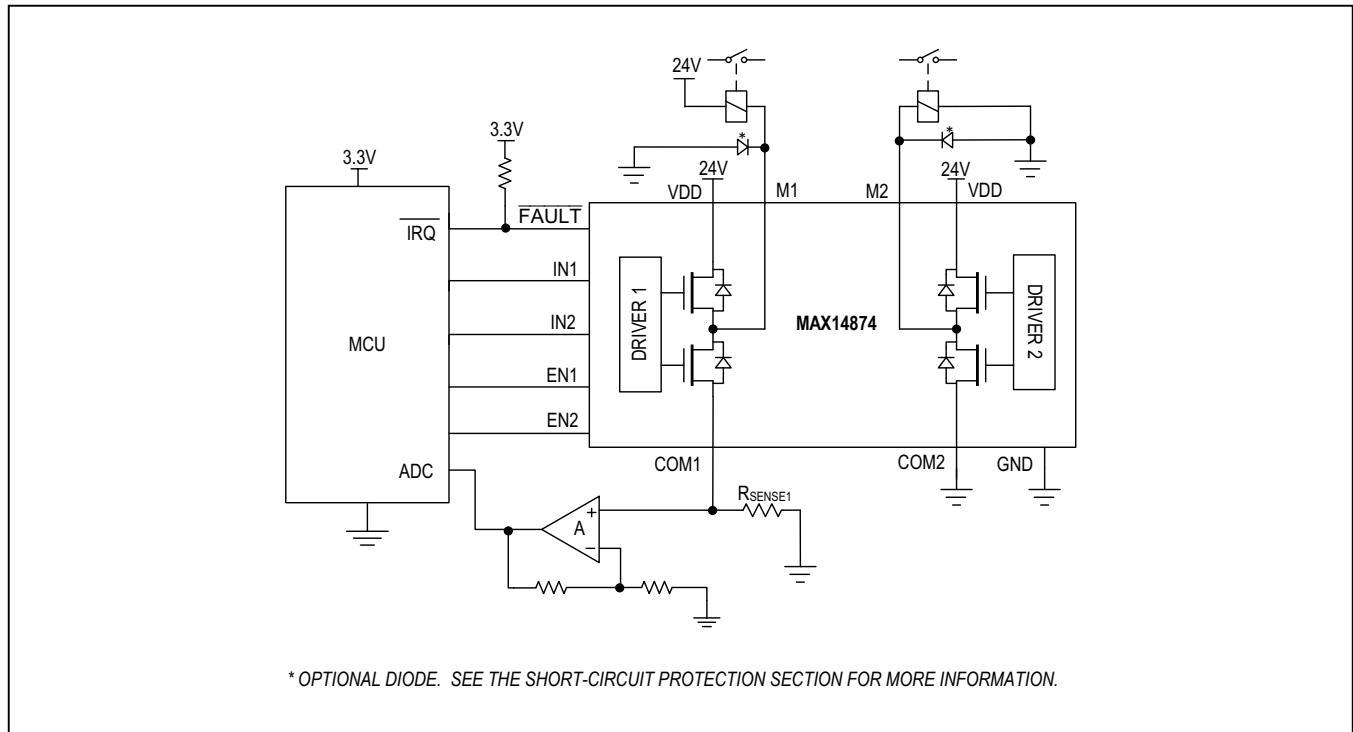 24V
3.3V
3.3V
*
*
24V
24V
VDD
M1
M2
VDD
FAULT
IRQ
IN1
IN2
MCU
EN1
EN2
ADC
DRIVER 1
MAX14874
DRIVER 2
COM1
COM2
GND
RSENSE1
+
A
−
* OPTIONAL DIODE. SEE THE SHORT-CIRCUIT PROTECTION SECTION FOR MORE INFORMATION.